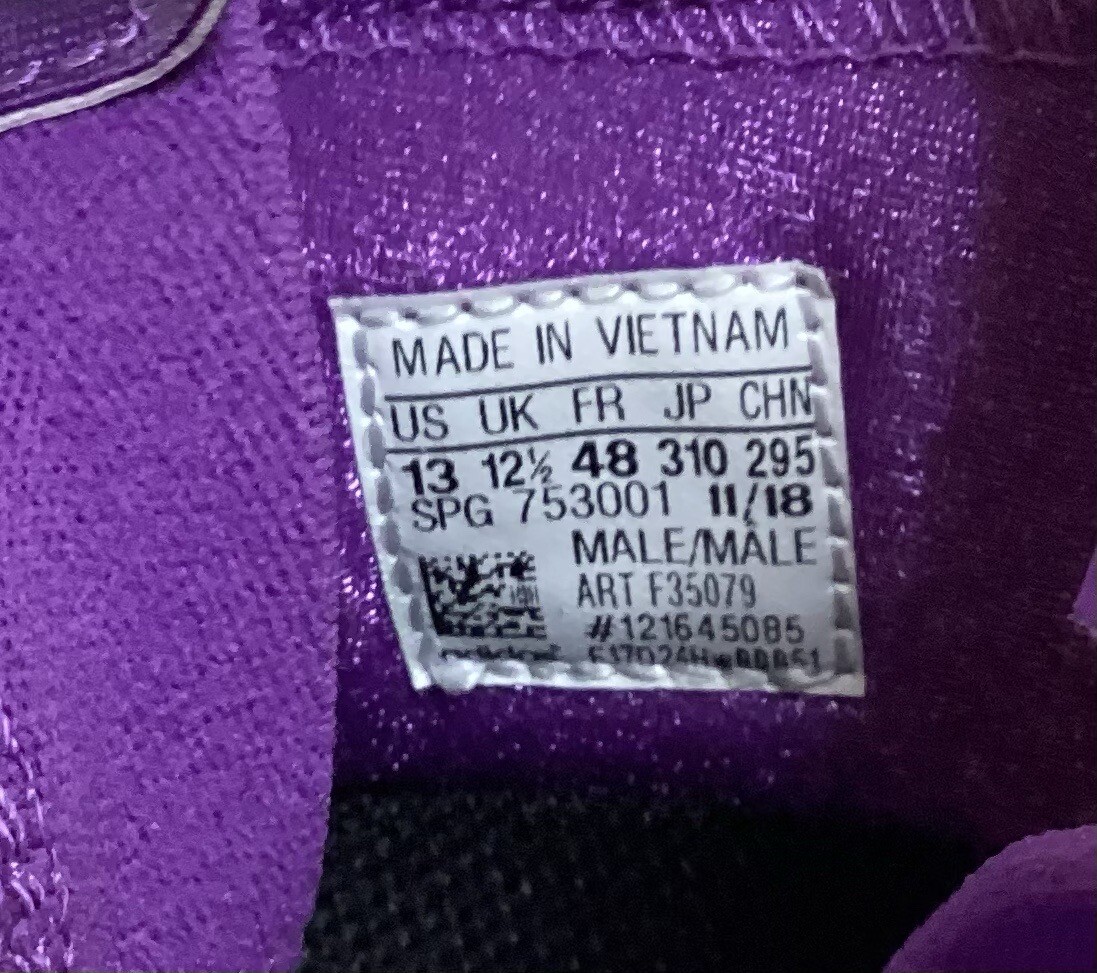 MADE IN VIETNAM
US UK FR JP CHN
13 12½ 48 310 295
SPG 753001 11/18
MALE/MÂLE
ART F35079
#121645085